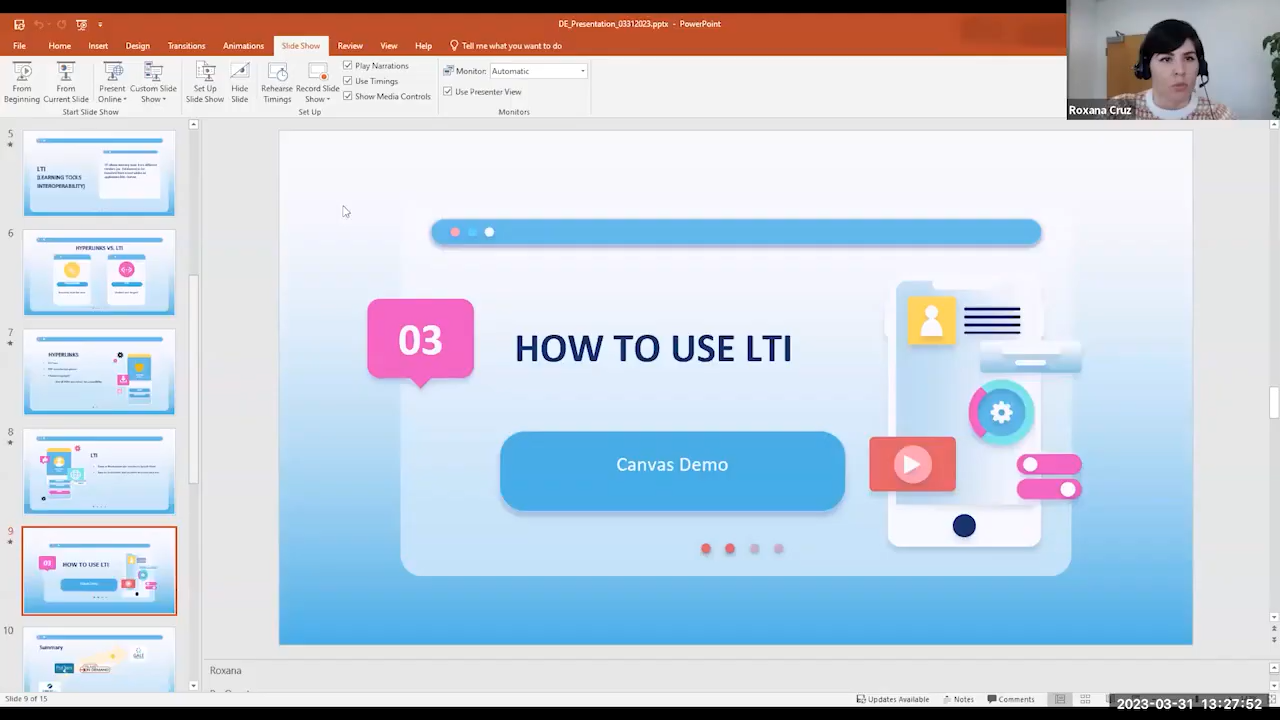 DE_Presentation_03312023.pptx - PowerPoint
File Home Insert Design Transitions Animations Slide Show Review View Help Tell me what you want to do
From Beginning
From Current Slide
Present Online
Custom Slide Show
Start Slide Show
Set Up Slide Show
Hide Slide
Rehearse Timings
Record Slide Show
Play Narrations
Use Timings
Show Media Controls
Set Up
Monitor: Automatic
Use Presenter View
Monitors
Roxana Cruz
5
LTI
(LEARNING TOOLS
INTEROPERABILITY)
6
HYPERLINKS VS. LTI
7
HYPERLINKS
8
LTI
9
03
HOW TO USE LTI
Canvas Demo
10
Summary
GALE
03
HOW TO USE LTI
Canvas Demo
Roxana
Slide 9 of 15
Updates Available
Notes
Comments
2023-03-31 13:27:52